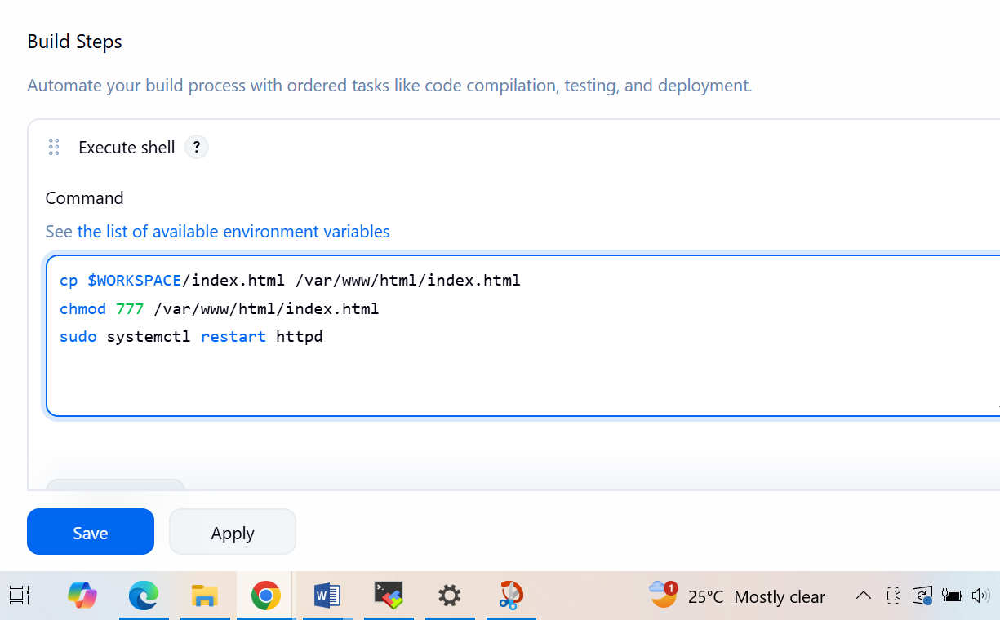 Build Steps
Automate your build process with ordered tasks like code compilation, testing, and deployment.
Execute shell ?
Command
See the list of available environment variables
cp $WORKSPACE/index.html /var/www/html/index.html
chmod 777 /var/www/html/index.html
sudo systemctl restart httpd
Save Apply
W 1 25°C Mostly clear